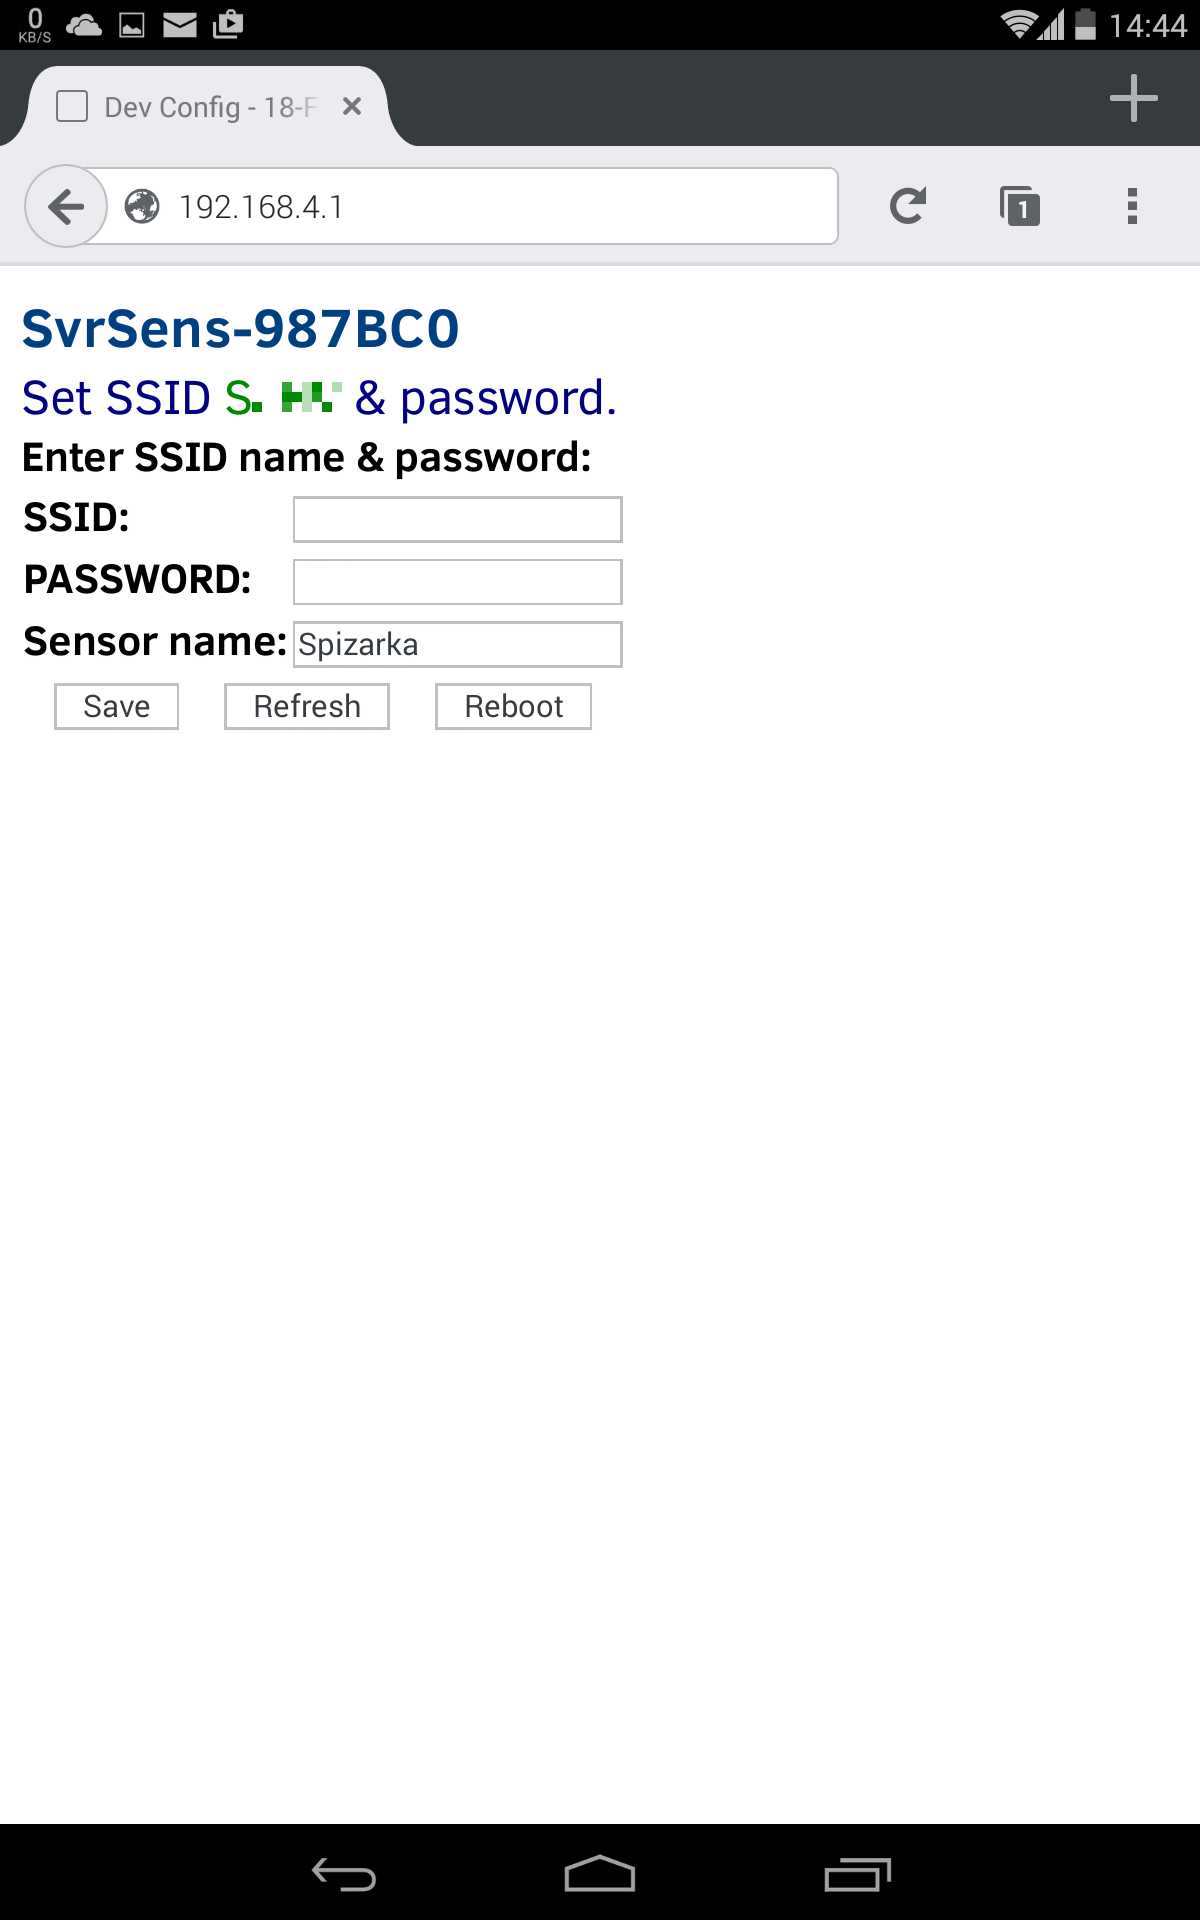 0
KB/S
14:44
Dev Config - 18-F
192.168.4.1
1
SvrSens-987BC0
Set SSID S. & password.
Enter SSID name & password:
SSID:
PASSWORD:
Sensor name: Spizarka
Save Refresh Reboot